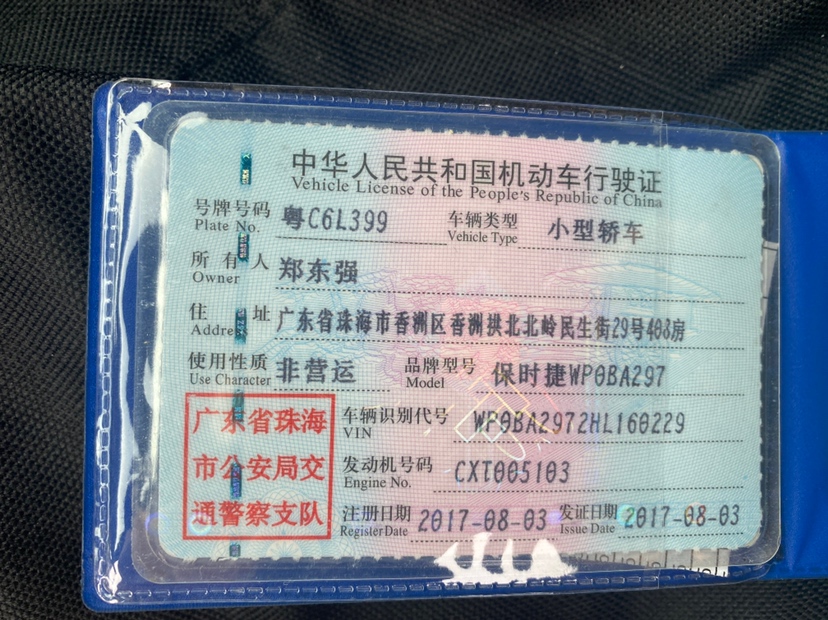 中华人民共和国机动车行驶证
Vehicle License of the People's Republic of China
号牌号码 粤C6L399 车辆类型 小型轿车
Plate No. Vehicle Type
所有人 郑东强
Owner
住址 广东省珠海市香洲区香洲拱北北岭民生街29号408房
Address
使用性质 非营运 品牌型号 保时捷WP0BA297
Use Character Model
广东省珠海 车辆识别代号 WP0BA2972HL160229
VIN
市公安局交 发动机号码 CXT005103
Engine No.
通警察支队 注册日期 2017-08-03 发证日期 2017-08-03
Register Date Issue Date